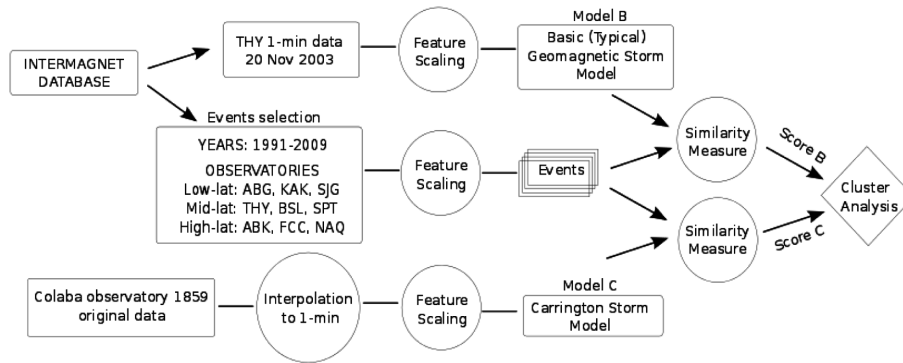 INTERMAGNET
DATABASE
THY 1-min data
20 Nov 2003
Feature
Scaling
Model B
Basic (Typical)
Geomagnetic Storm
Model
Events selection
YEARS: 1991-2009
OBSERVATORIES
Low-lat: ABG, KAK, SJG
Mid-lat: THY, BSL, SPT
High-lat: ABK, FCC, NAQ
Feature
Scaling
Events
Similarity
Measure
Score B
Similarity
Measure
Score C
Cluster
Analysis
Colaba observatory 1859
original data
Interpolation
to 1-min
Feature
Scaling
Model C
Carrington Storm
Model